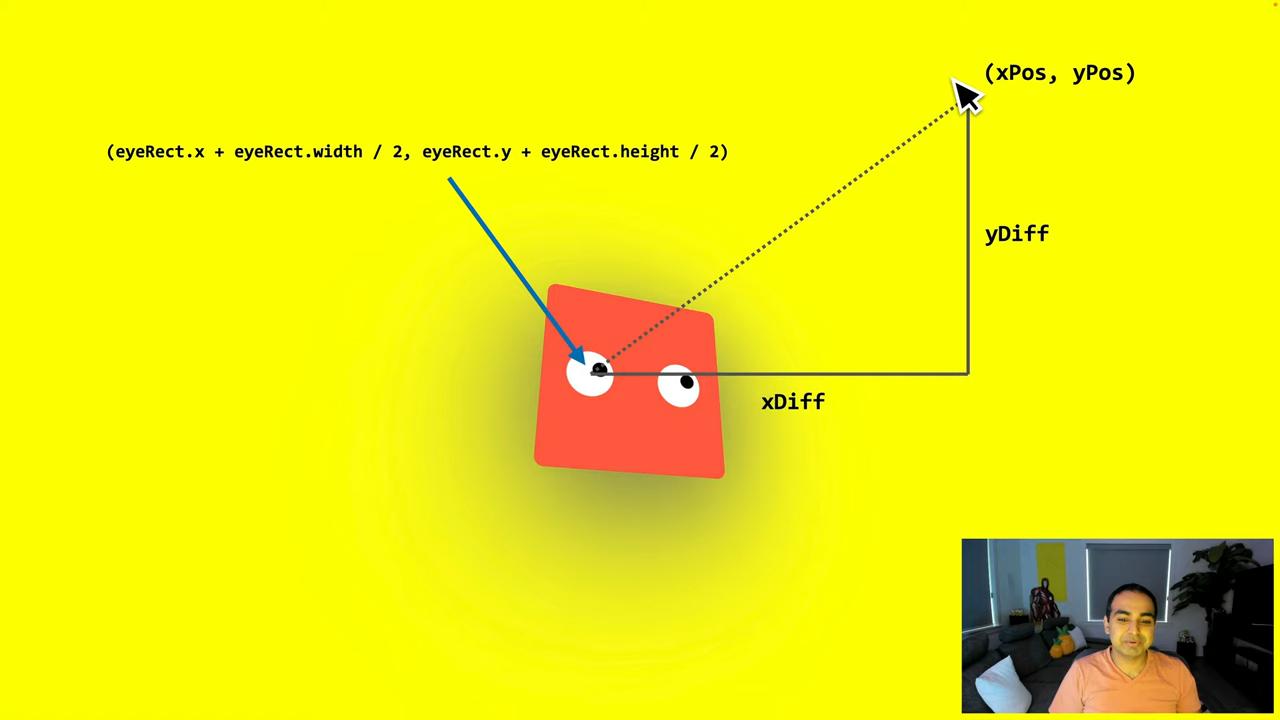 (xPos, yPos)
(eyeRect.x + eyeRect.width / 2, eyeRect.y + eyeRect.height / 2)
yDiff
xDiff